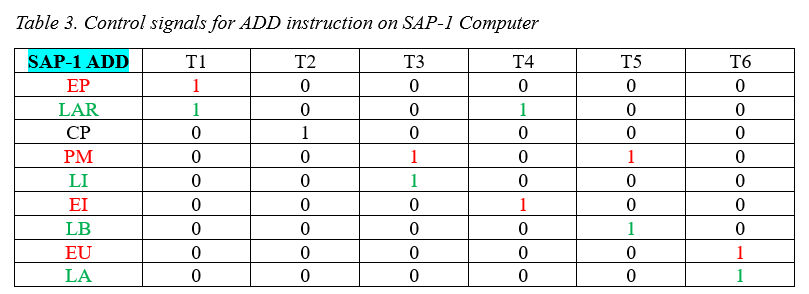 Table 3. Control signals for ADD instruction on SAP-1 Computer
SAP-1 ADD T1 T2 T3 T4 T5 T6
EP 1 0 0 0 0 0
LAR 1 0 0 1 0 0
CP 0 1 0 0 0 0
PM 0 0 1 0 1 0
LI 0 0 1 0 0 0
EI 0 0 0 1 0 0
LB 0 0 0 0 1 0
EU 0 0 0 0 0 1
LA 0 0 0 0 0 1